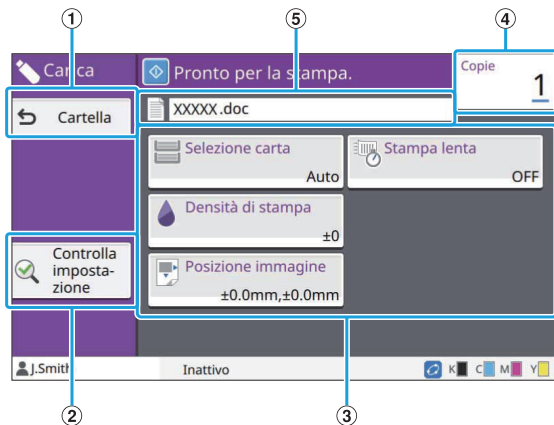 1
5
4
Carica
Pronto per la stampa.
Copie
1
Cartella
XXXXX.doc
Selezione carta
Auto
Stampa lenta
OFF
Densità di stampa
±0
Controlla
imposta-
zione
Posizione immagine
±0.0mm,±0.0mm
J.Smith
Inattivo
K C M Y
2
3